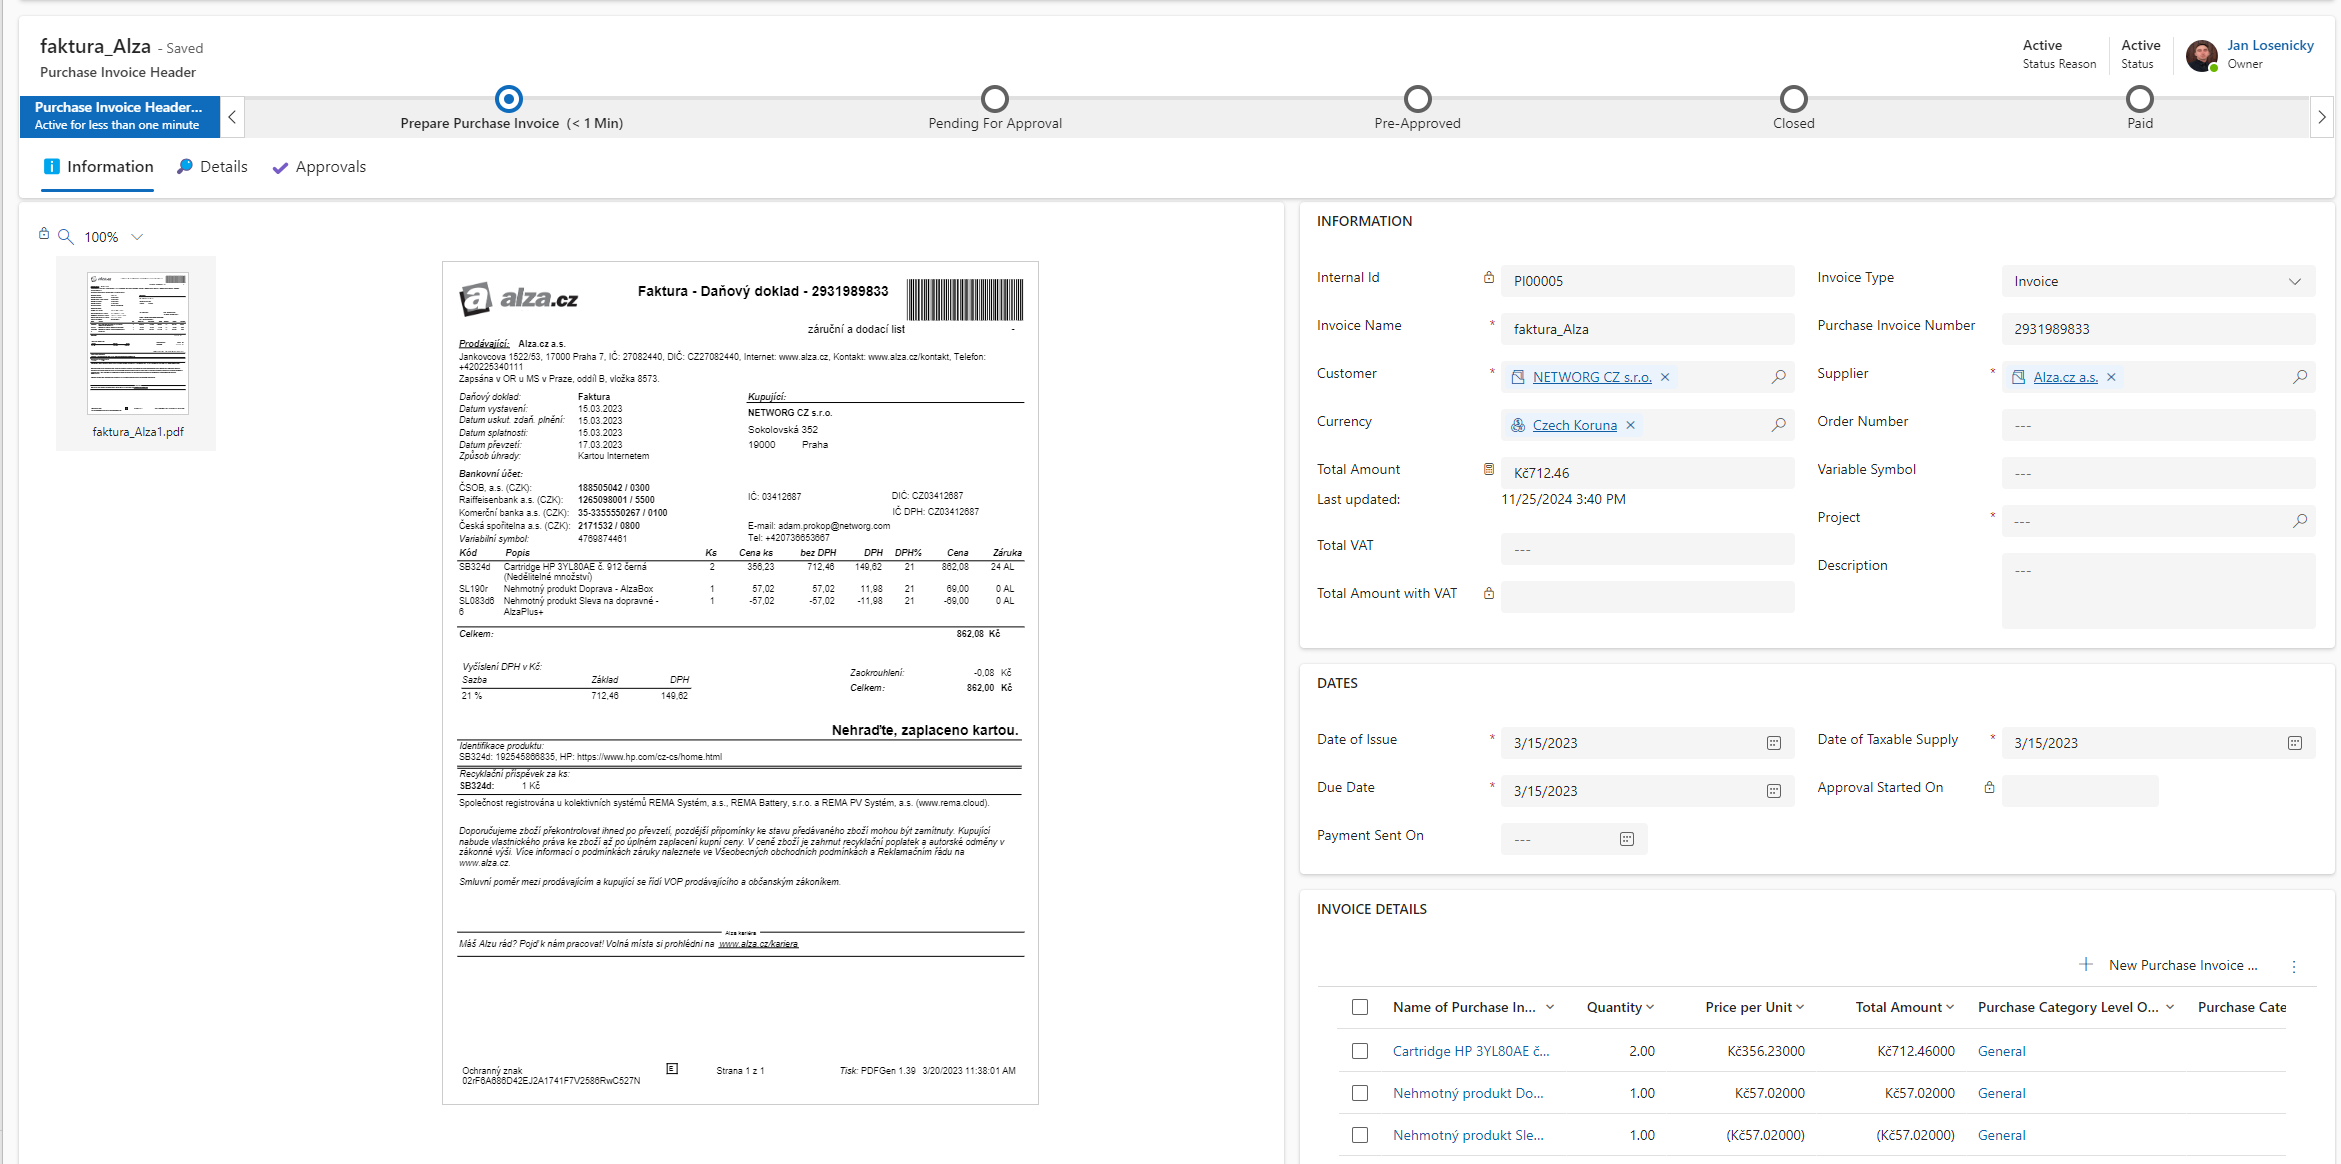 faktura_Alza - Saved
Purchase Invoice Header
Active
Status Reason
Active
Status
Jan Losenicky
Owner
Purchase Invoice Header...
Active for less than one minute
Prepare Purchase Invoice (< 1 Min)
Pending For Approval
Pre-Approved
Closed
Paid
Information
Details
Approvals
100%
faktura_Alza1.pdf
alza.cz
Faktura - Daňový doklad - 2931989833
záruční a dodací list -
Prodávající: Alza.cz a.s.
Jankovcova 1522/53, 17000 Praha 7, IČ: 27082440, DIČ: CZ27082440, Internet: www.alza.cz, Kontakt: www.alza.cz/kontakt, Telefon:
+420225340111
Zapsána v OR u MS v Praze, oddíl B, vložka 8573.
Daňový doklad: Faktura
Datum vystavení: 15.03.2023
Datum uskut. zdaň. plnění: 15.03.2023
Datum splatnosti: 15.03.2023
Datum převzetí: 17.03.2023
Způsob úhrady: Kartou Internetem
Kupující:
NETWORG CZ s.r.o.
Sokolovská 352
19000 Praha
Bankovní účet:
ČSOB, a.s. (CZK): 188505042 / 0300
Raiffeisenbank a.s. (CZK): 1265098001 / 5500
Komerční banka a.s. (CZK): 35-3355550267 / 0100
Česká spořitelna a.s. (CZK): 2171532 / 0800
Variabilní symbol: 4769874461
IČ: 03412687
DIČ: CZ03412687
IČ DPH: CZ03412687
E-mail: adam.prokop@networg.com
Tel: +420736653667
Kód Popis Ks Cena ks bez DPH DPH DPH% Cena Záruka
SB324d Cartridge HP 3YL80AE č. 912 černá 2 356,23 712,46 149,62 21 862,08 24 AL
(Nedělitelné množství)
SL190r Nehmotný produkt Doprava - AlzaBox 1 57,02 57,02 11,98 21 69,00 0 AL
SL083d6 Nehmotný produkt Sleva na dopravné - 1 -57,02 -57,02 -11,98 21 -69,00 0 AL
6 AlzaPlus+
Celkem: 862,08 Kč
Vyčíslení DPH v Kč:
Sazba Základ DPH
21 % 712,46 149,62
Zaokrouhlení: -0,08 Kč
Celkem: 862,00 Kč
Nehraďte, zaplaceno kartou.
Identifikace produktu:
SB324d: 192545866835, HP: https://www.hp.com/cz-cs/home.html
Recyklační příspěvek za ks:
SB324d: 1 Kč
Společnost registrována u kolektivních systémů REMA Systém, a.s., REMA Battery, s.r.o. a REMA PV Systém, a.s. (www.rema.cloud).
Doporučujeme zboží překontrolovat ihned po převzetí, pozdější připomínky ke stavu předávaného zboží mohou být zamítnuty. Kupující
nabude vlastnického práva ke zboží až po úplném zaplacení kupní ceny. V ceně zboží je zahrnut recyklační poplatek a autorské odměny v
zákonné výši. Více informací o podmínkách záruky naleznete ve Všeobecných obchodních podmínkách a Reklamačním řádu na
www.alza.cz.
Smluvní poměr mezi prodávajícím a kupující se řídí VOP prodávajícího a občanským zákoníkem.
Alza kariéra
Máš Alzu rád? Pojď k nám pracovat! Volná místa si prohlédni na www.alza.cz/kariera
Ochranný znak
02rF6A686D42EJ2A1741F7V2586RwC527N
E
Strana 1 z 1
Tisk: PDFGen 1.39 3/20/2023 11:38:01 AM
INFORMATION
Internal Id PI00005
Invoice Name * faktura_Alza
Customer * NETWORG CZ s.r.o.
Currency Czech Koruna
Total Amount Kč712.46
Last updated: 11/25/2024 3:40 PM
Total VAT ---
Total Amount with VAT
Invoice Type Invoice
Purchase Invoice Number 2931989833
Supplier * Alza.cz a.s.
Order Number ---
Variable Symbol ---
Project * ---
Description ---
DATES
Date of Issue * 3/15/2023
Date of Taxable Supply * 3/15/2023
Due Date * 3/15/2023
Approval Started On
Payment Sent On ---
INVOICE DETAILS
+ New Purchase Invoice ...
Name of Purchase In... Quantity Price per Unit Total Amount Purchase Category Level O... Purchase Cate
Cartridge HP 3YL80AE č... 2.00 Kč356.23000 Kč712.46000 General
Nehmotný produkt Do... 1.00 Kč57.02000 Kč57.02000 General
Nehmotný produkt Sle... 1.00 (Kč57.02000) (Kč57.02000) General